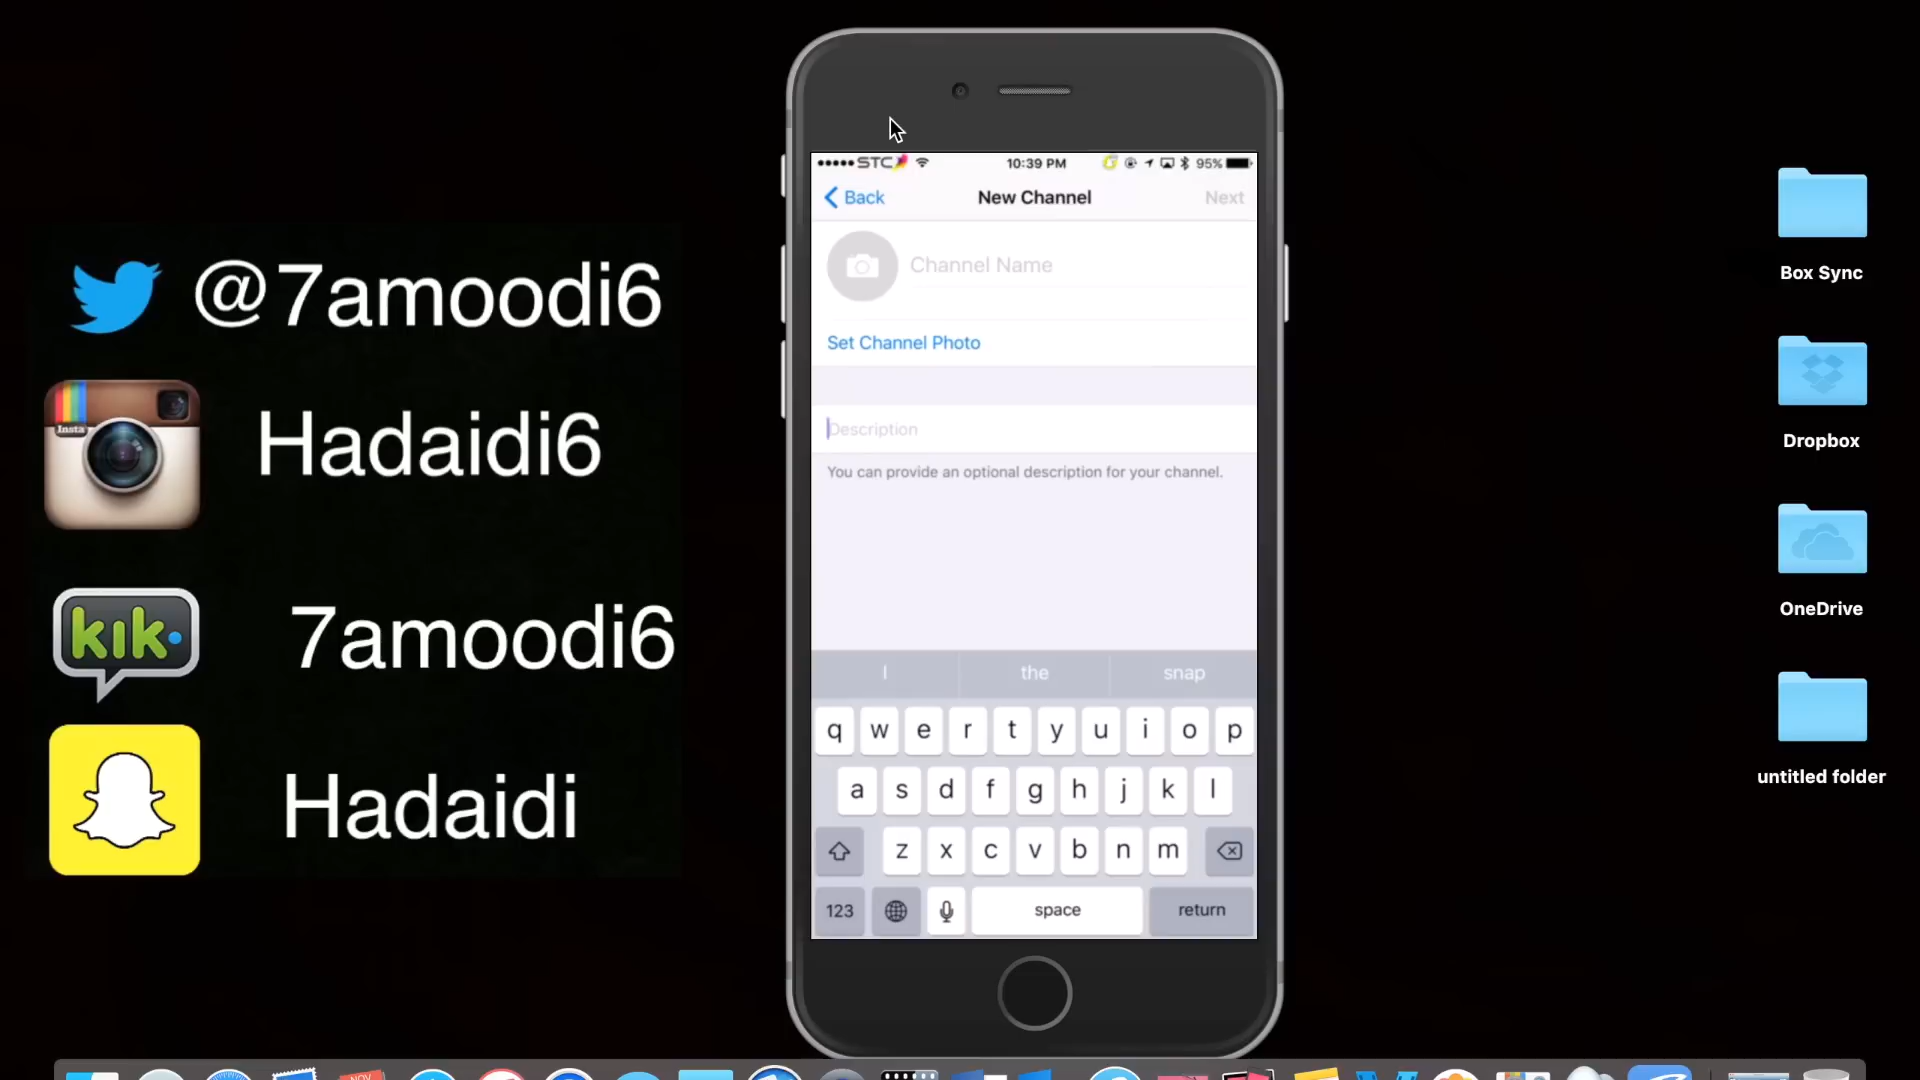 @7amoodi6
Insta
Hadaidi6
kik
7amoodi6
Hadaidi
STC 10:39 PM 95%
Back New Channel Next
Channel Name
Set Channel Photo
Description
You can provide an optional description for your channel.
I the snap
q w e r t y u i o p
a s d f g h j k l
z x c v b n m
123 space return
Box Sync
Dropbox
OneDrive
untitled folder
NOV